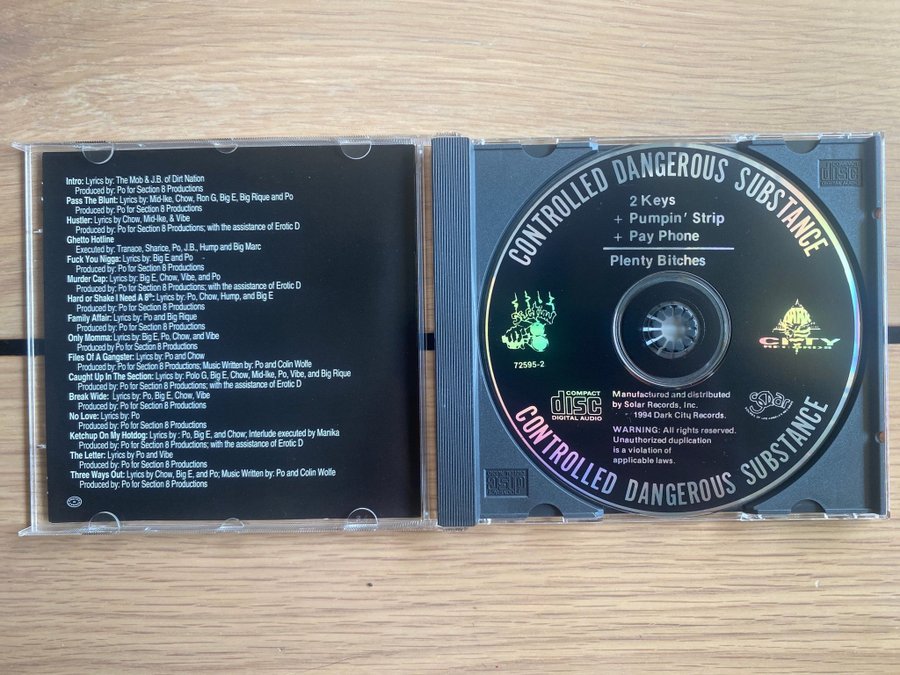 Intro: Lyrics by: The Mob & J.B. of Dirt Nation
Produced by: Po for Section 8 Productions
Pass The Blunt: Lyrics by: Mid-Ike, Chow, Ron G, Big E, Big Rique and Po
Produced by: Po for Section 8 Productions
Hustler: Lyrics by Chow, Mid-Ike, & Vibe
Produced by: Po for Section 8 Productions; with the assistance of Erotic D
Ghetto Hotline
Executed by: Tranace, Sharice, Po, J.B., Hump and Big Marc
Fuck You Nigga: Lyrics by: Big E and Po
Produced by: Po for Section 8 Productions
Murder Cap: Lyrics by: Big E, Chow, Vibe, and Po
Produced by: Po for Section 8 Productions; with the assistance of Erotic D
Hard or Shake I Need A 8th: Lyrics by: Po, Chow, Hump, and Big E
Produced by: Po for Section 8 Productions
Family Affair: Lyrics by: Po and Big Rique
Produced by: Po for Section 8 Productions
Only Momma: Lyrics by: Big E, Po, Chow, and Vibe
Produced by: Po for Section 8 Productions
Files Of A Gangster: Lyrics by: Po and Chow
Produced by: Po for Section 8 Productions; Music Written by: Po and Colin Wolfe
Caught Up In The Section: Lyrics by: Polo G, Big E, Chow, Mid-Ike, Po, Vibe, and Big Rique
Produced by: Po for Section 8 Productions; with the assistance of Erotic D
Break Wide: Lyrics by: Po, Big E, Chow, Vibe
Produced by: Po for Section 8 Productions
No Love: Lyrics by: Po
Produced by: Po for Section 8 Productions
Ketchup On My Hotdog: Lyrics by : Po, Big E, and Chow; Interlude executed by Manika
Produced by: Po for Section 8 Productions; with the assistance of Erotic D
The Letter: Lyrics by Po and Vibe
Produced by: Po for Section 8 Productions
Three Ways Out: Lyrics by Chow, Big E, and Po; Music Written by: Po and Colin Wolfe
Produced by: Po for Section 8 Productions
CONTROLLED DANGEROUS SUBSTANCE
2 Keys
+ Pumpin' Strip
+ Pay Phone
Plenty Bitches
72595-2
DARK
CITY
RECORDS
COMPACT
disc
DIGITAL AUDIO
Manufactured and distributed
by Solar Records, Inc.
1994 Dark City Records.
Solar
WARNING: All rights reserved.
Unauthorized duplication
is a violation of
applicable laws.
CONTROLLED DANGEROUS SUBSTANCE
COMPACT
disc
DIGITAL AUDIO
COMPACT
disc
DIGITAL AUDIO